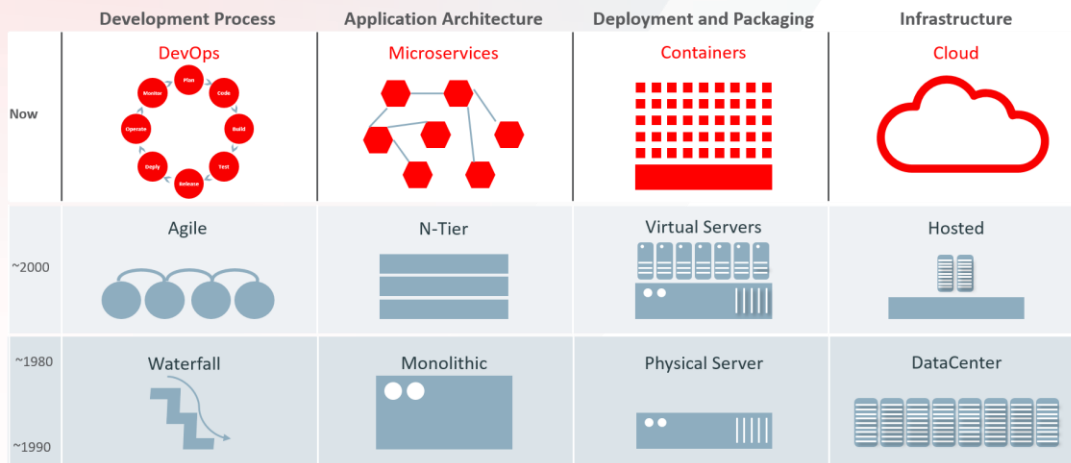 Development Process
Application Architecture
Deployment and Packaging
Infrastructure
Now
DevOps
Plan
Code
Build
Test
Release
Deply
Operate
Monitor
Microservices
Containers
Cloud
~2000
Agile
N-Tier
Virtual Servers
Hosted
~1980
Waterfall
Monolithic
Physical Server
DataCenter
~1990